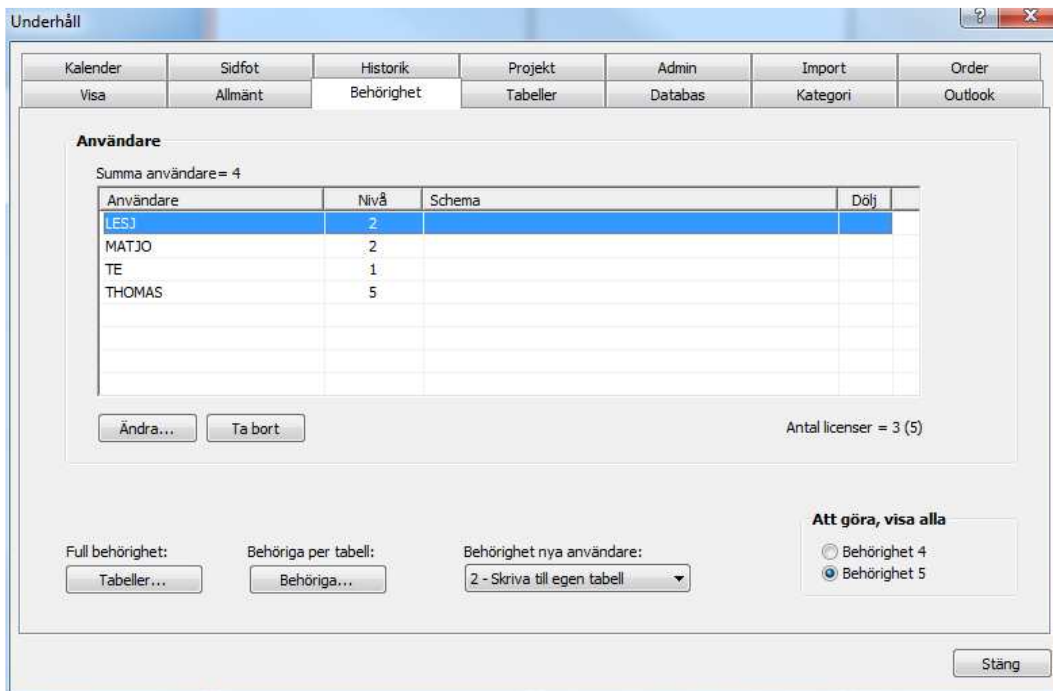 Underhåll
Kalender Sidfot Historik Projekt Admin Import Order
Visa Allmänt Behörighet Tabeller Databas Kategori Outlook
Användare
Summa användare= 4
Användare Nivå Schema Dölj
LESJ 2
MATJO 2
TE 1
THOMAS 5
Ändra... Ta bort Antal licenser = 3 (5)
Att göra, visa alla
Full behörighet: Behöriga per tabell: Behörighet nya användare: Behörighet 4
Tabeller... Behöriga... 2 - Skriva till egen tabell Behörighet 5
Stäng